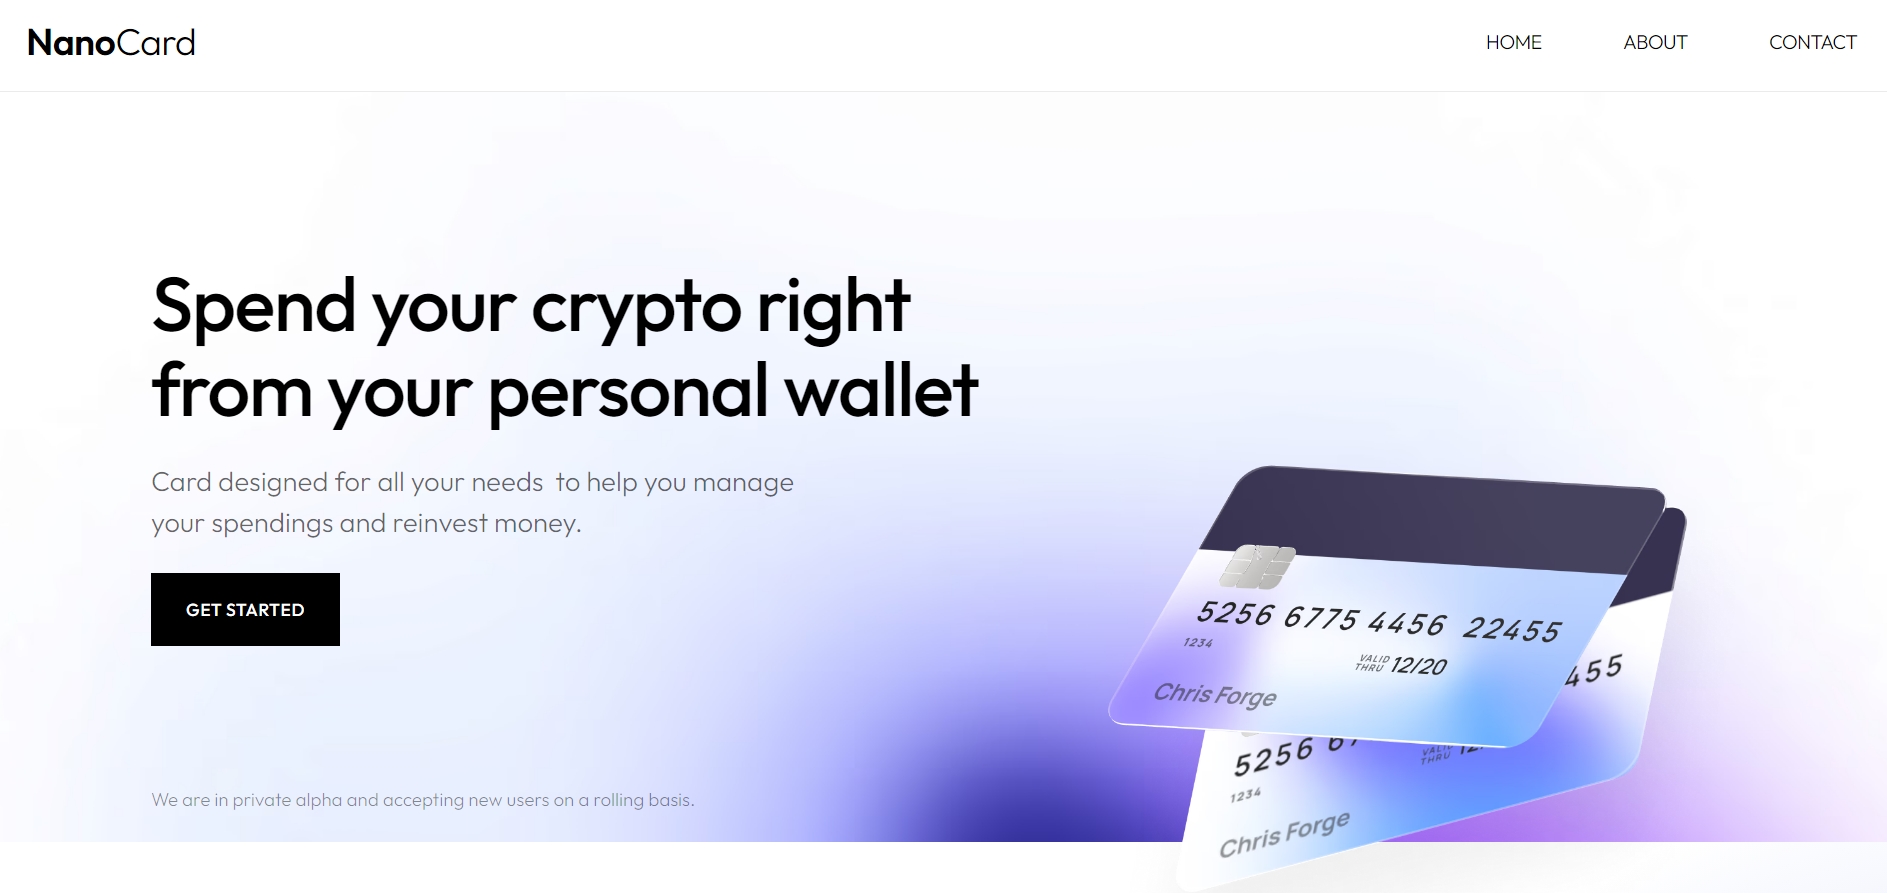 NanoCard
HOME ABOUT CONTACT
Spend your crypto right
from your personal wallet
Card designed for all your needs to help you manage
your spendings and reinvest money.
GET STARTED
We are in private alpha and accepting new users on a rolling basis.
5256 6775 4456 22455
1234
VALID
THRU 12/20
Chris Forge
455
5256 67
VALID
THRU 12
1234
Chris Forge